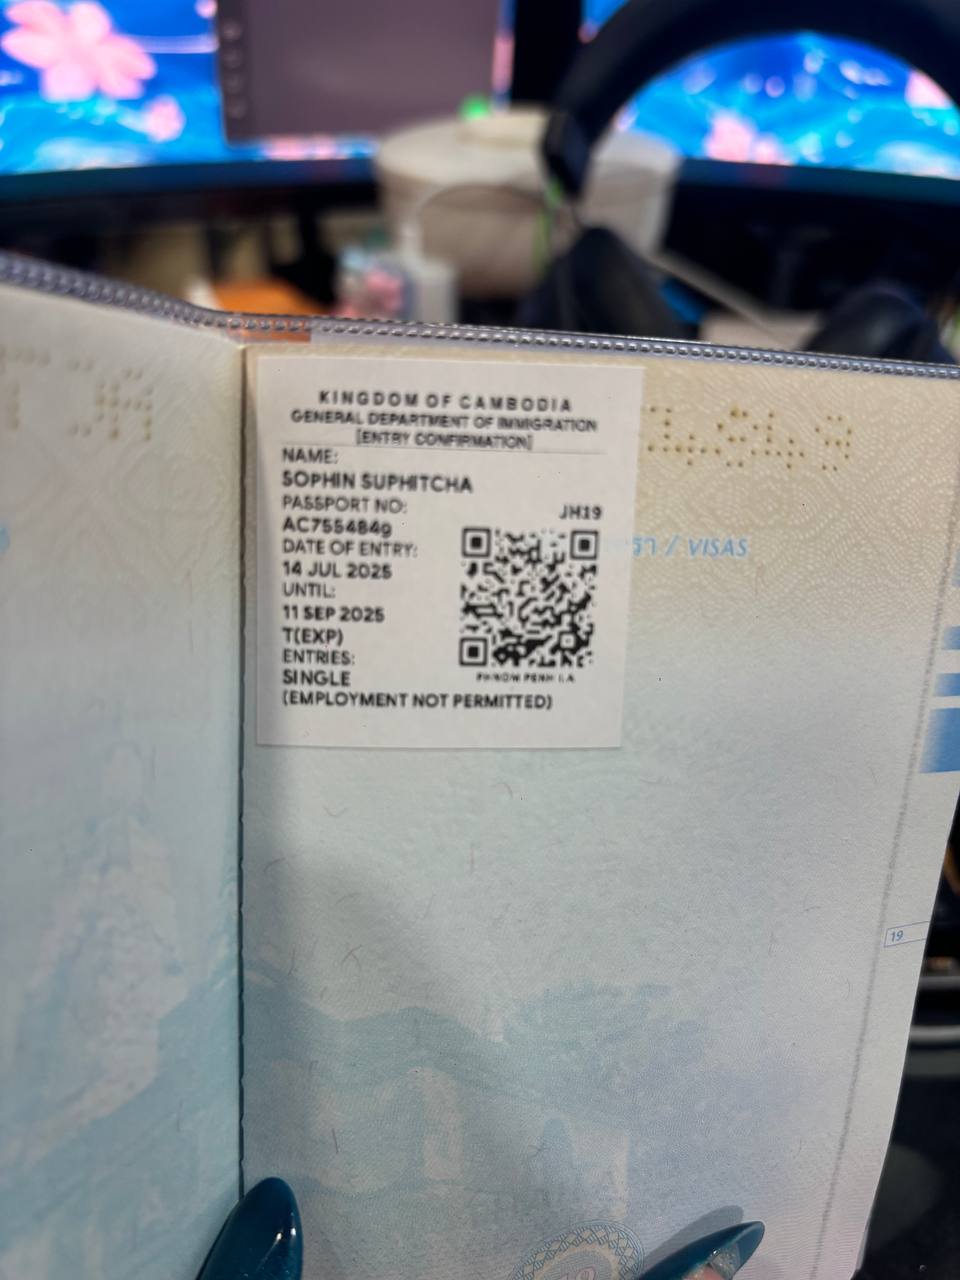 KINGDOM OF CAMBODIA
GENERAL DEPARTMENT OF IMMIGRATION
[ENTRY CONFIRMATION]
NAME:
SOPHIN SUPHITCHA
PASSPORT NO:
JH19
AC7554849
DATE OF ENTRY:
14 JUL 2025
UNTIL:
11 SEP 2025
T(EXP)
ENTRIES:
SINGLE
PHNOM PENH I.A
(EMPLOYMENT NOT PERMITTED)
/ VISAS
19